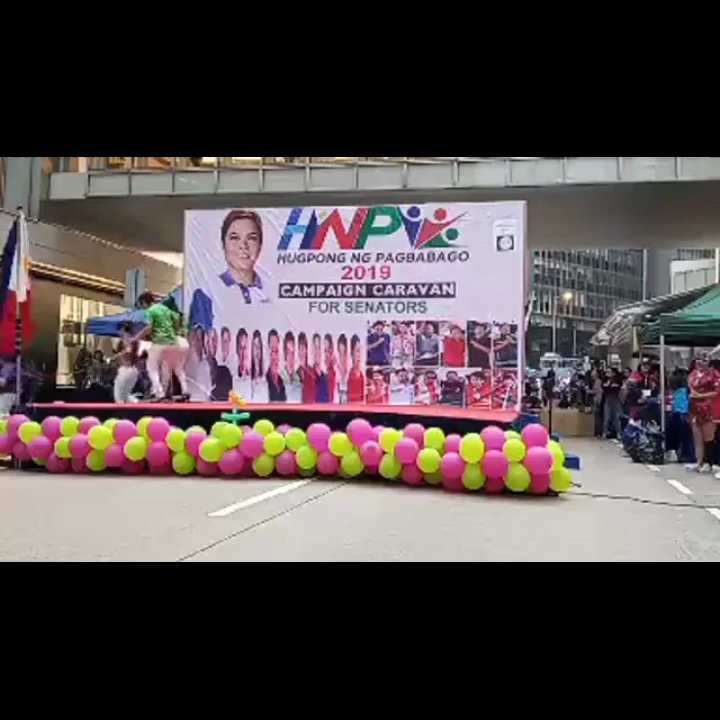 HNP
HUGPONG NG PAGBABAGO
2019
CAMPAIGN CARAVAN
FOR SENATORS